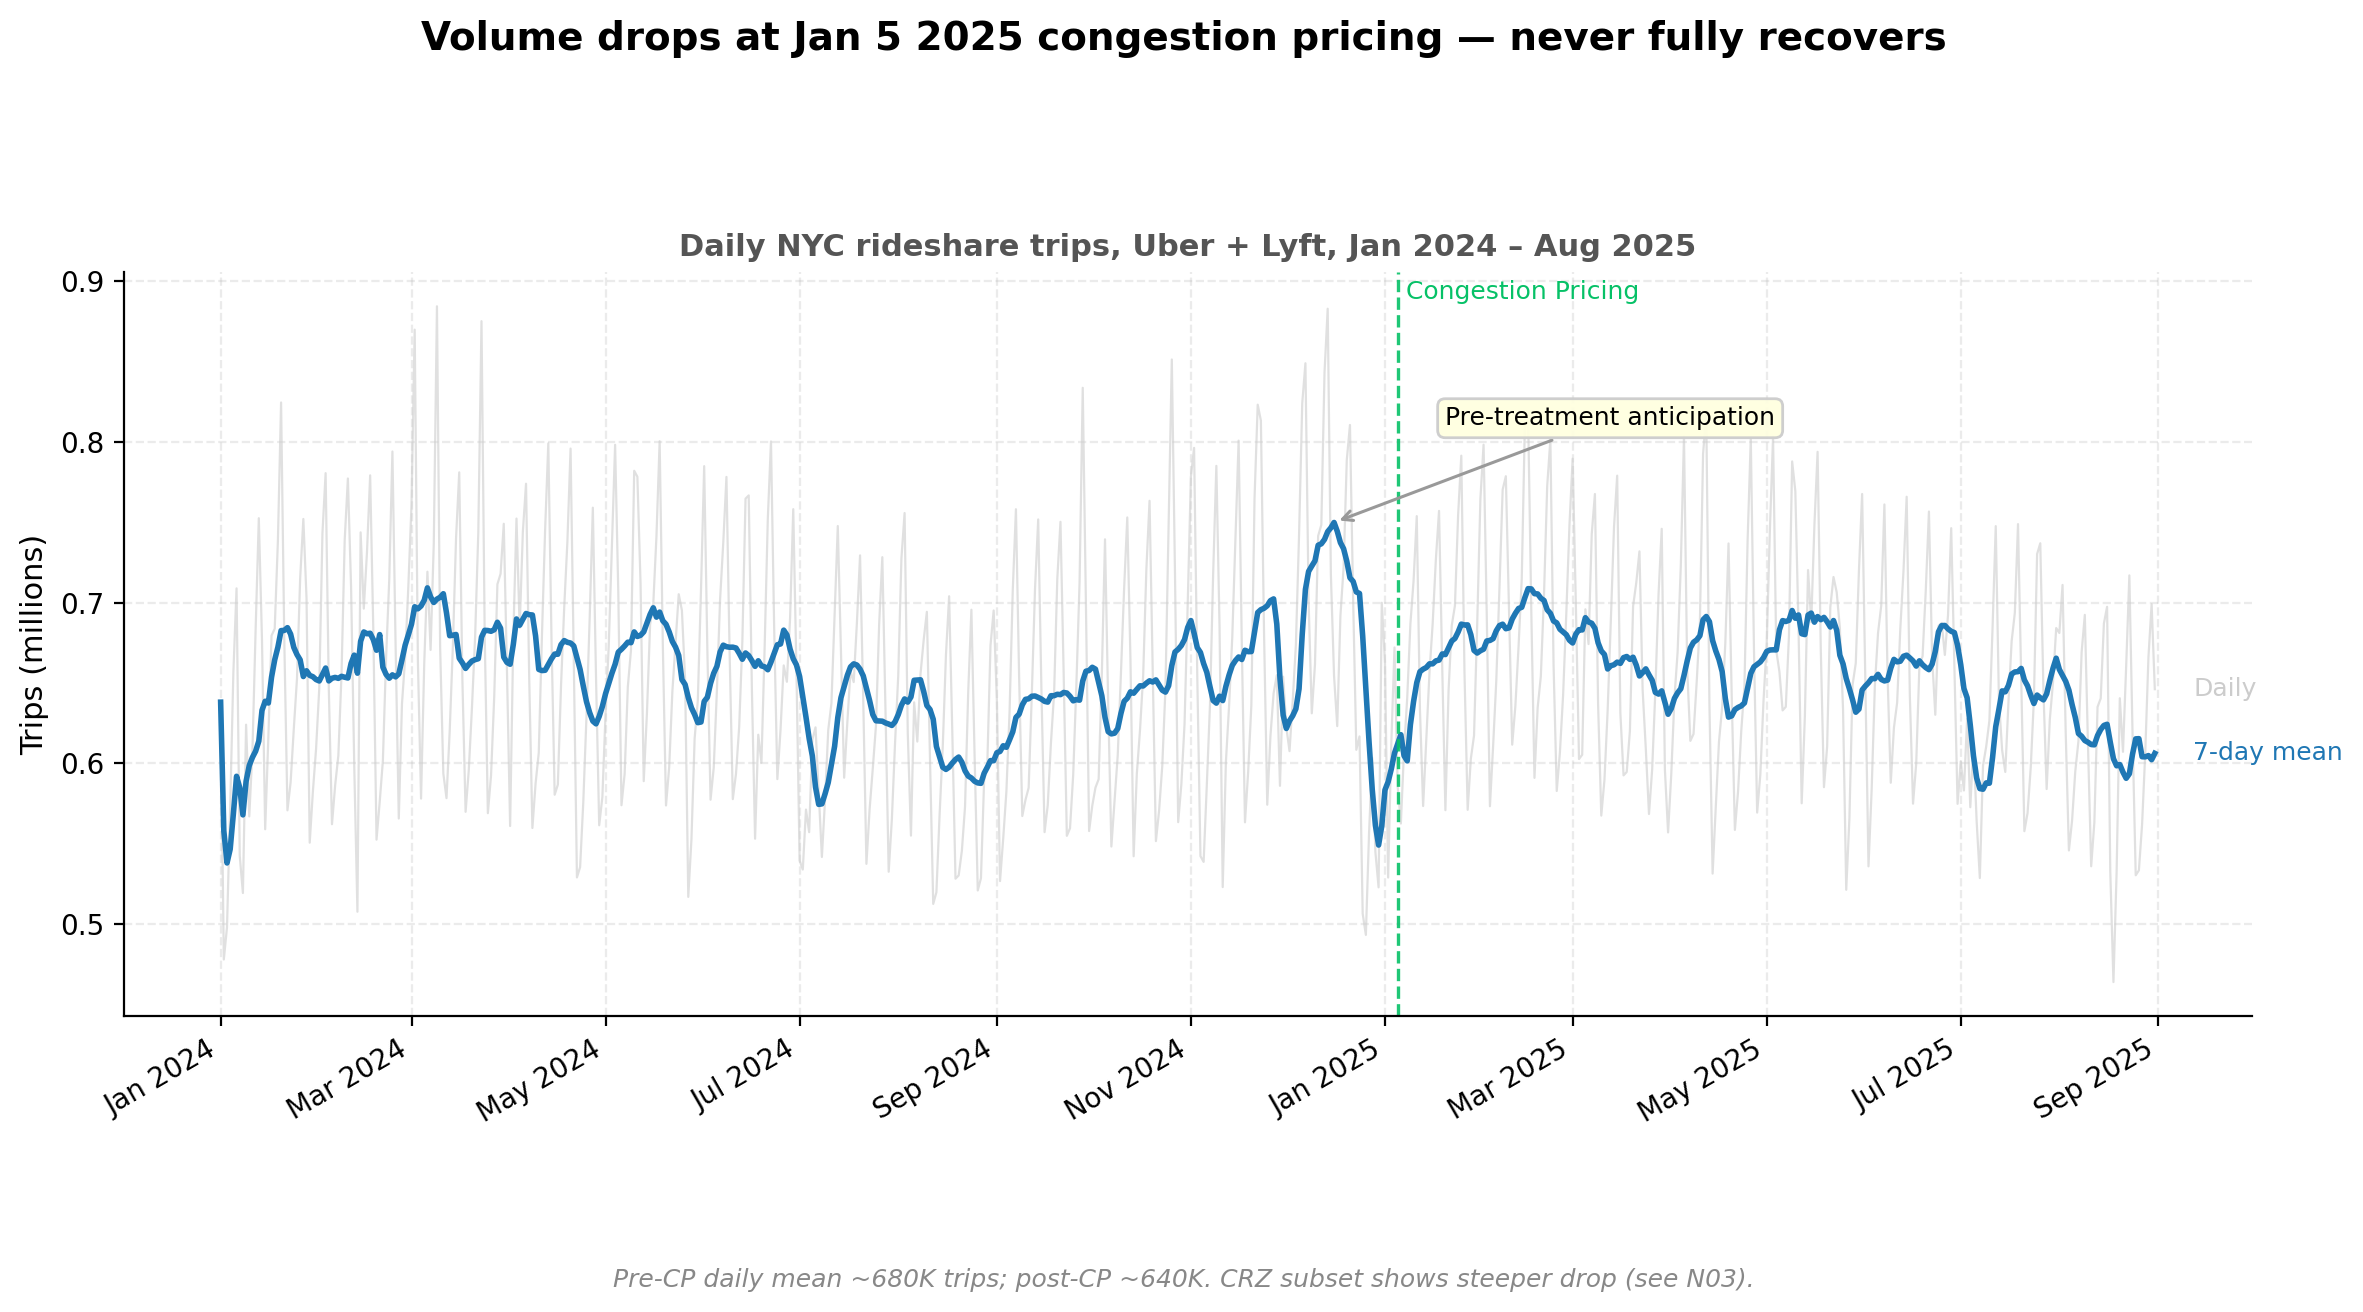 Volume drops at Jan 5 2025 congestion pricing — never fully recovers
Daily NYC rideshare trips, Uber + Lyft, Jan 2024 – Aug 2025
Trips (millions)
0.9
0.8
0.7
0.6
0.5
Congestion Pricing
Pre-treatment anticipation
Daily
7-day mean
Jan 2024
Mar 2024
May 2024
Jul 2024
Sep 2024
Nov 2024
Jan 2025
Mar 2025
May 2025
Jul 2025
Sep 2025
Pre-CP daily mean ~680K trips; post-CP ~640K. CRZ subset shows steeper drop (see N03).